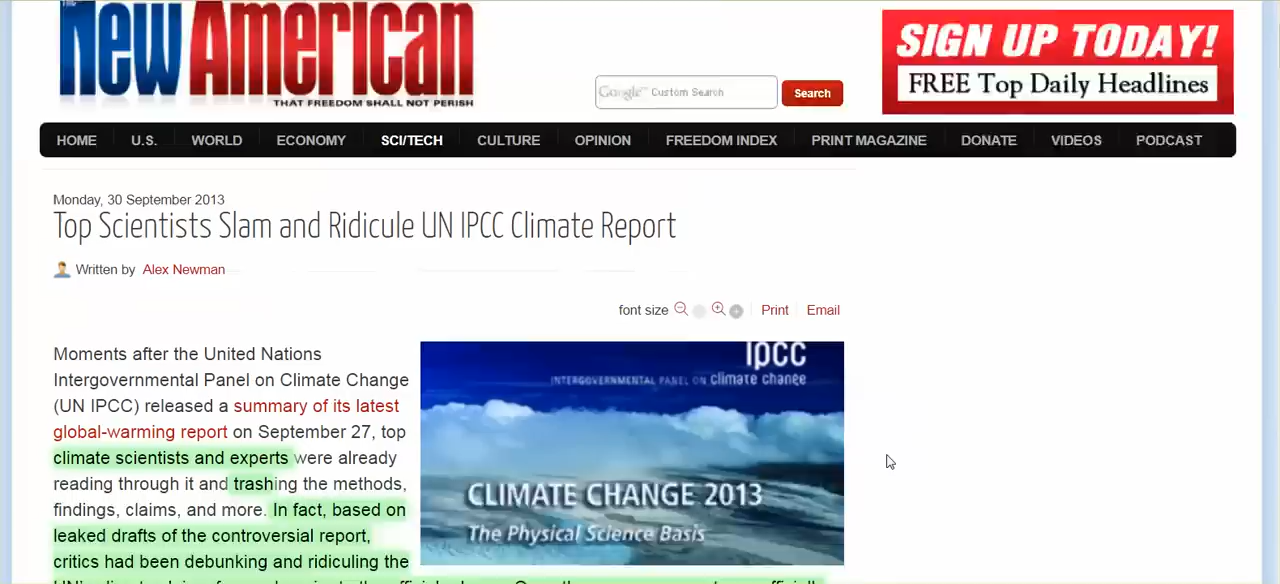 The New American
THAT FREEDOM SHALL NOT PERISH
Google™ Custom Search
Search
SIGN UP TODAY!
FREE Top Daily Headlines
HOME U.S. WORLD ECONOMY SCI/TECH CULTURE OPINION FREEDOM INDEX PRINT MAGAZINE DONATE VIDEOS PODCAST
Monday, 30 September 2013
Top Scientists Slam and Ridicule UN IPCC Climate Report
Written by Alex Newman
font size Print Email
Moments after the United Nations
Intergovernmental Panel on Climate Change
(UN IPCC) released a summary of its latest
global-warming report on September 27, top
climate scientists and experts were already
reading through it and trashing the methods,
findings, claims, and more. In fact, based on
leaked drafts of the controversial report,
critics had been debunking and ridiculing the
ipcc
INTERGOVERNMENTAL PANEL ON climate change
CLIMATE CHANGE 2013
The Physical Science Basis